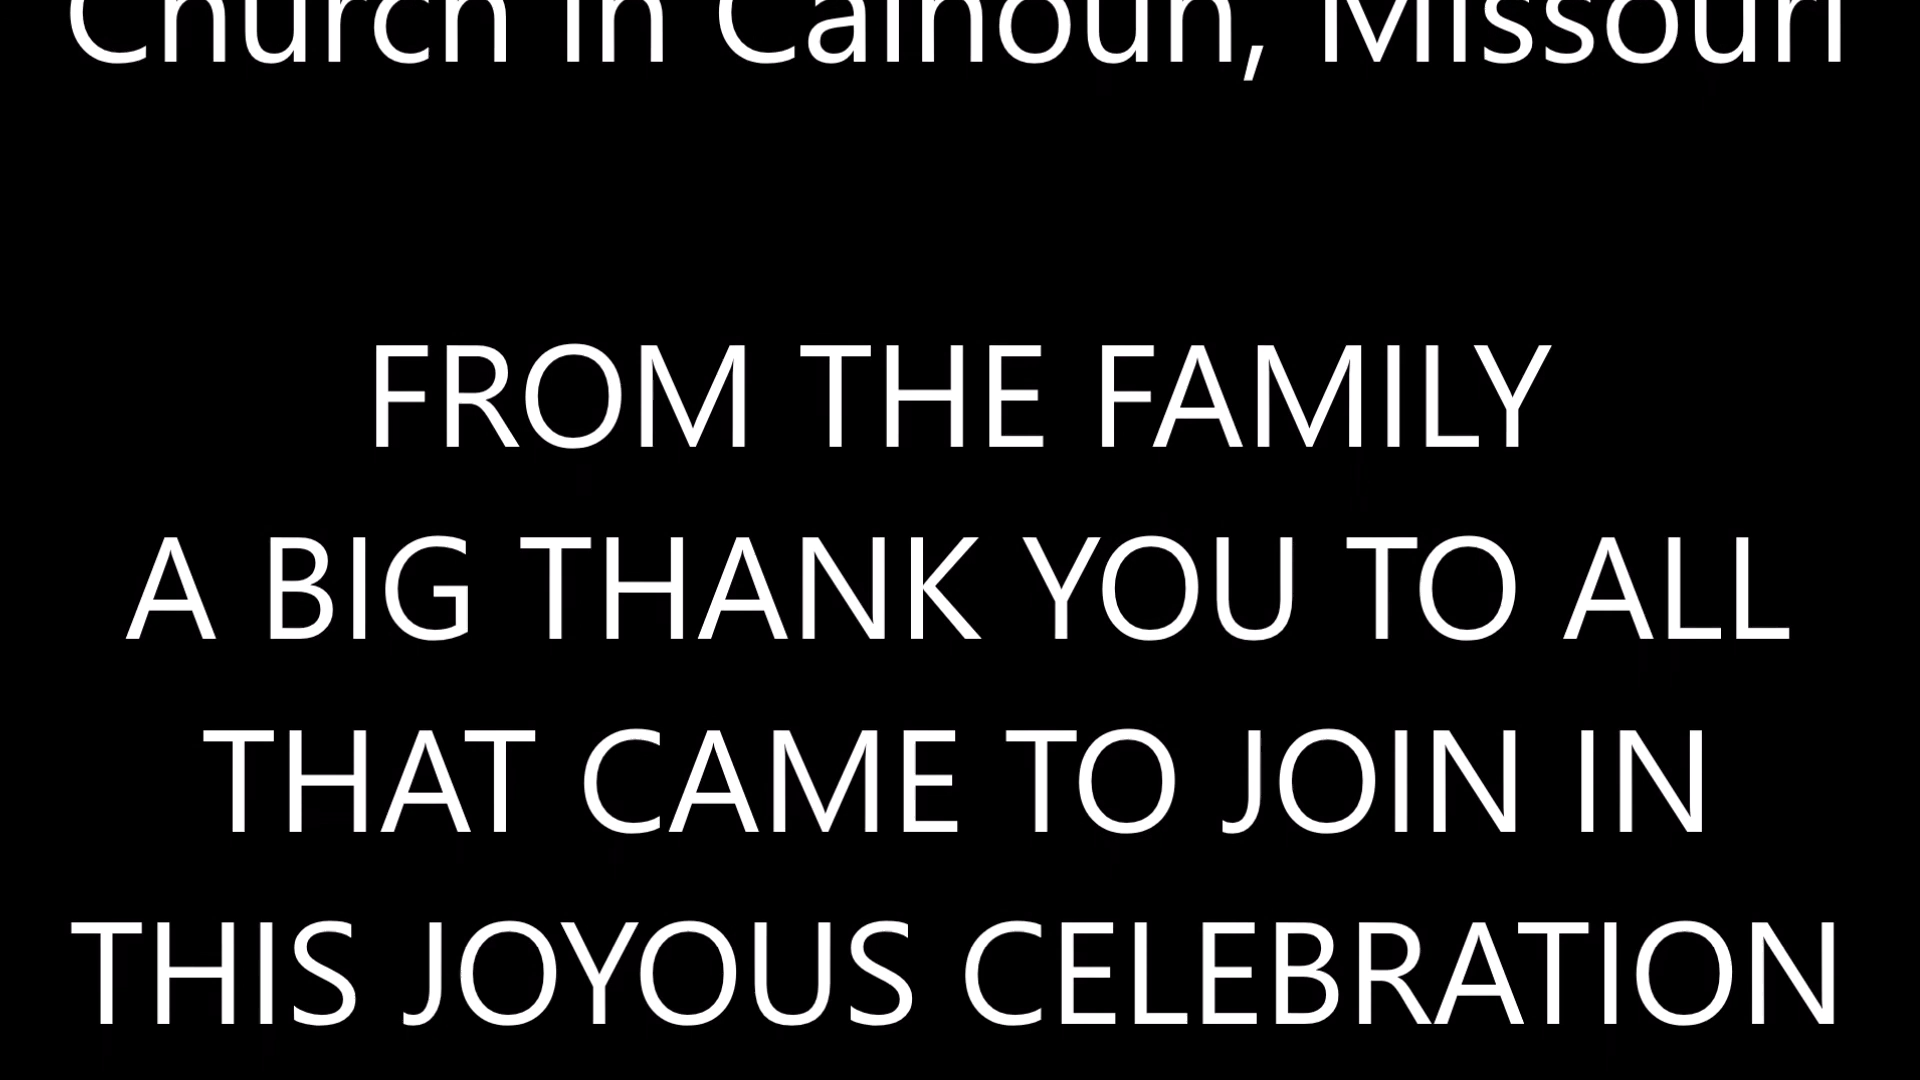 Church in Calhoun, Missouri
FROM THE FAMILY
A BIG THANK YOU TO ALL
THAT CAME TO JOIN IN
THIS JOYOUS CELEBRATION